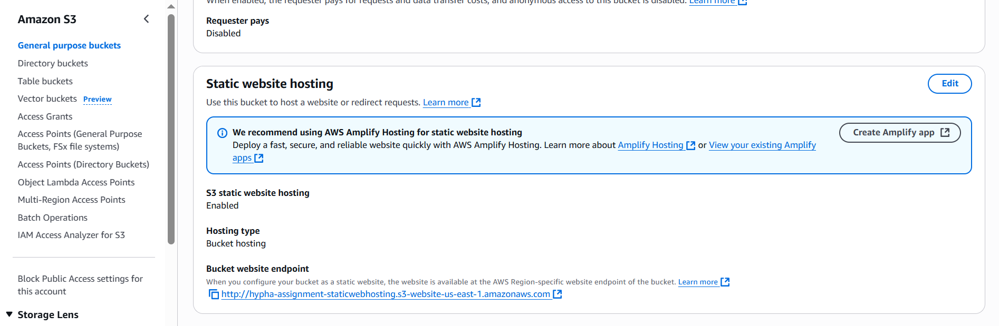 Amazon S3
General purpose buckets
Directory buckets
Table buckets
Vector buckets Preview
Access Grants
Access Points (General Purpose
Buckets, FSx file systems)
Access Points (Directory Buckets)
Object Lambda Access Points
Multi-Region Access Points
Batch Operations
IAM Access Analyzer for S3
Block Public Access settings for
this account
Storage Lens
When enabled, the requester pays for requests and data transfer costs, and anonymous access to this bucket is disabled. Learn more
Requester pays
Disabled
Static website hosting
Edit
Use this bucket to host a website or redirect requests. Learn more
We recommend using AWS Amplify Hosting for static website hosting
Deploy a fast, secure, and reliable website quickly with AWS Amplify Hosting. Learn more about Amplify Hosting or View your existing Amplify
apps
Create Amplify app
S3 static website hosting
Enabled
Hosting type
Bucket hosting
Bucket website endpoint
When you configure your bucket as a static website, the website is available at the AWS Region-specific website endpoint of the bucket. Learn more
http://hypha-assignment-staticwebhosting.s3-website-us-east-1.amazonaws.com